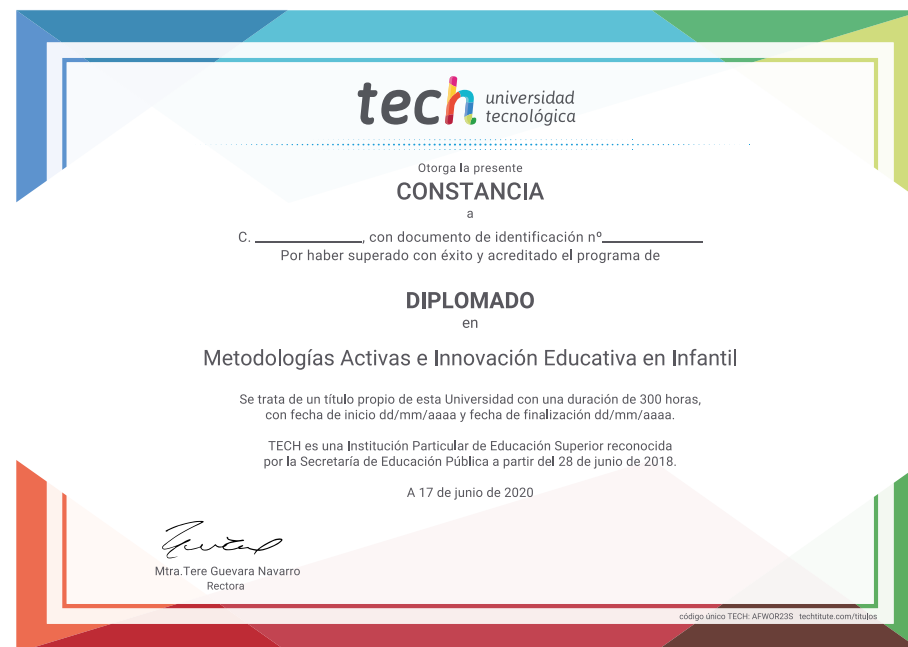 tech universidad
tecnológica
Otorga la presente
CONSTANCIA
a
C. ____________, con documento de identificación nº____________
Por haber superado con éxito y acreditado el programa de
DIPLOMADO
en
Metodologías Activas e Innovación Educativa en Infantil
Se trata de un título propio de esta Universidad con una duración de 300 horas,
con fecha de inicio dd/mm/aaaa y fecha de finalización dd/mm/aaaa.
TECH es una Institución Particular de Educación Superior reconocida
por la Secretaría de Educación Pública a partir del 28 de junio de 2018.
A 17 de junio de 2020
Mtra.Tere Guevara Navarro
Rectora
código único TECH: AFWOR23S techtitute.com/titulos